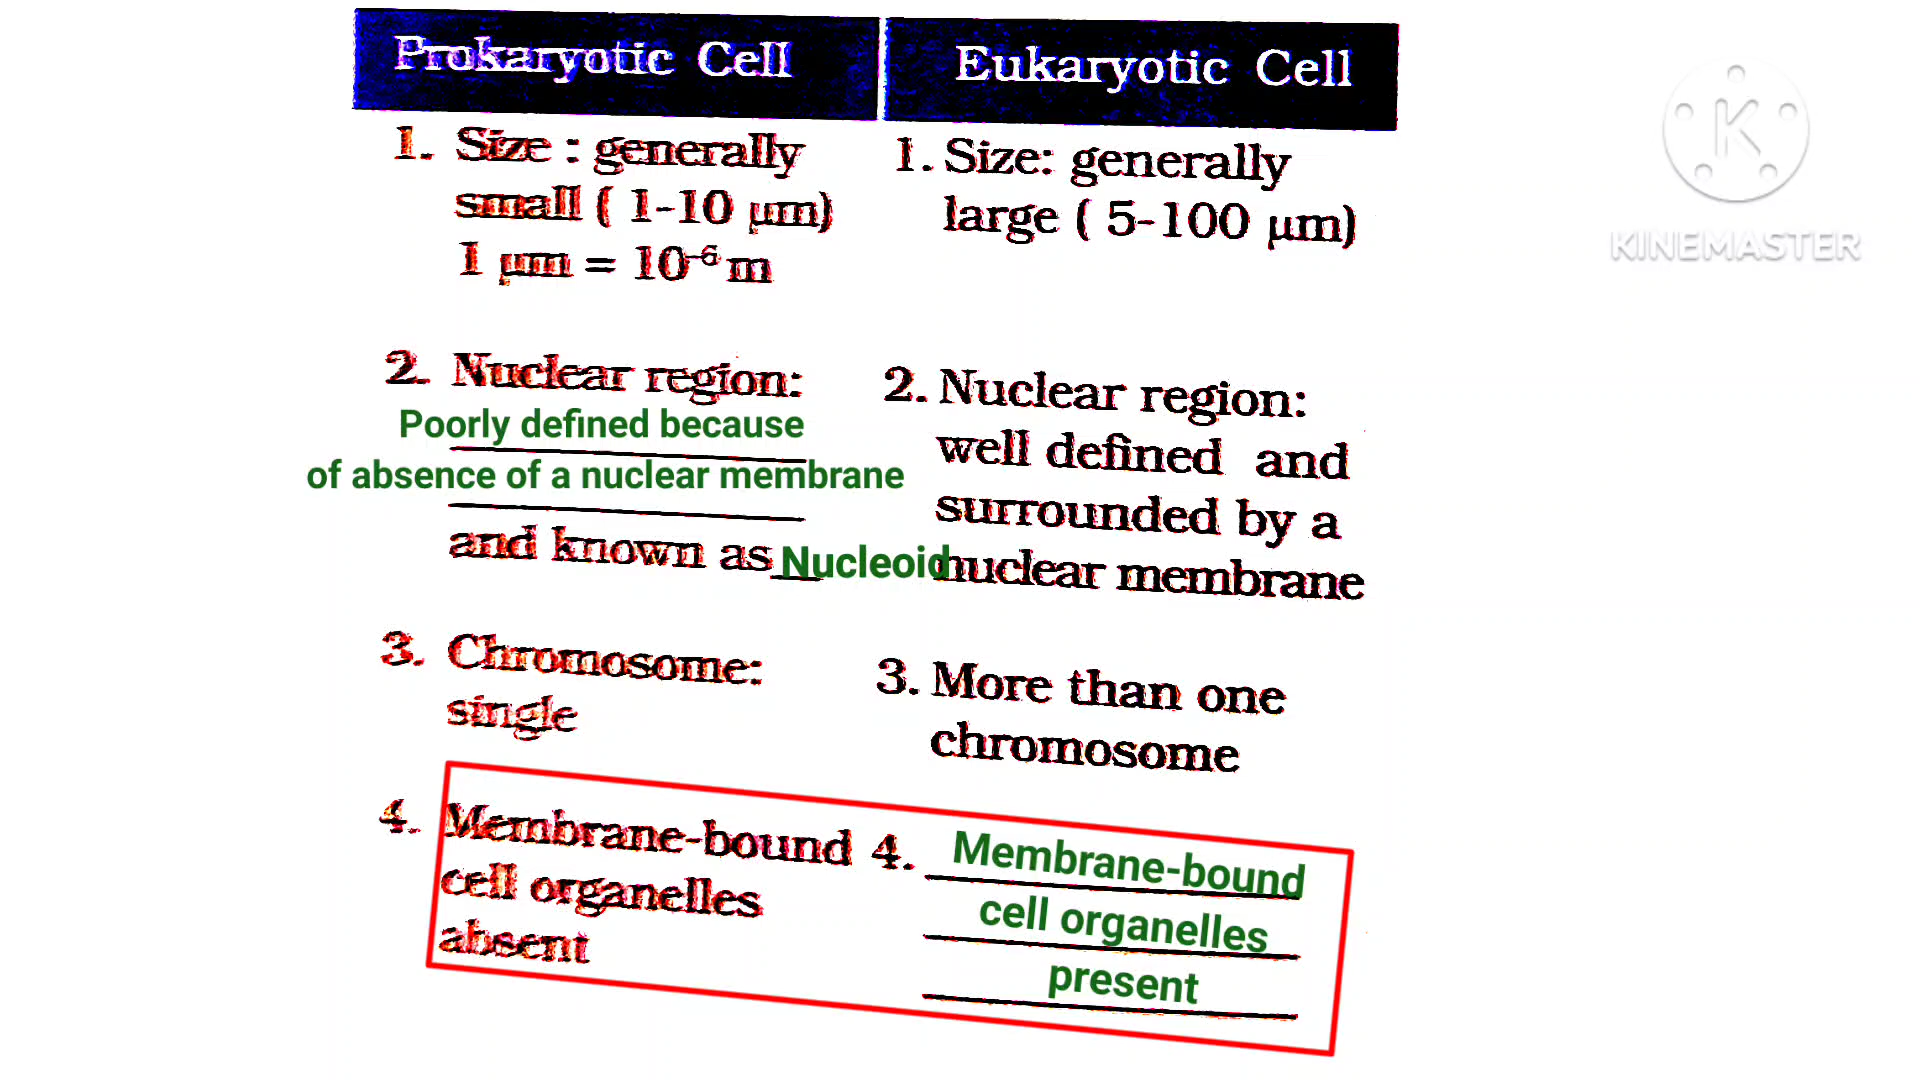 Prokaryotic Cell
1. Size : generally
small ( 1-10 μm)
1 μm = 10⁻⁶ m
2. Nuclear region:
Poorly defined because
of absence of a nuclear membrane
and known as Nucleoid
3. Chromosome:
single
4. Membrane-bound
cell organelles
absent
Eukaryotic Cell
1. Size: generally
large ( 5-100 μm)
2. Nuclear region:
well defined and
surrounded by a
nuclear membrane
3. More than one
chromosome
4. Membrane-bound
cell organelles
present
K
KINEMASTER